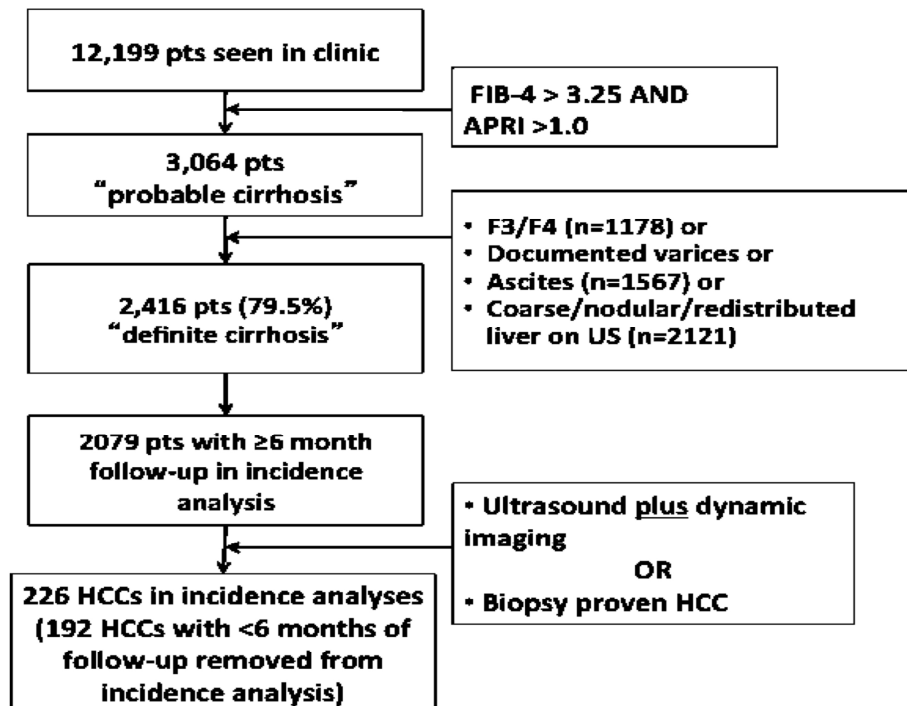 12,199 pts seen in clinic
FIB-4 > 3.25 AND
APRI >1.0
3,064 pts
“probable cirrhosis”
• F3/F4 (n=1178) or
• Documented varices or
• Ascites (n=1567) or
• Coarse/nodular/redistributed
liver on US (n=2121)
2,416 pts (79.5%)
“definite cirrhosis”
2079 pts with ≥6 month
follow-up in incidence
analysis
• Ultrasound plus dynamic
imaging
OR
• Biopsy proven HCC
226 HCCs in incidence analyses
(192 HCCs with <6 months of
follow-up removed from
incidence analysis)